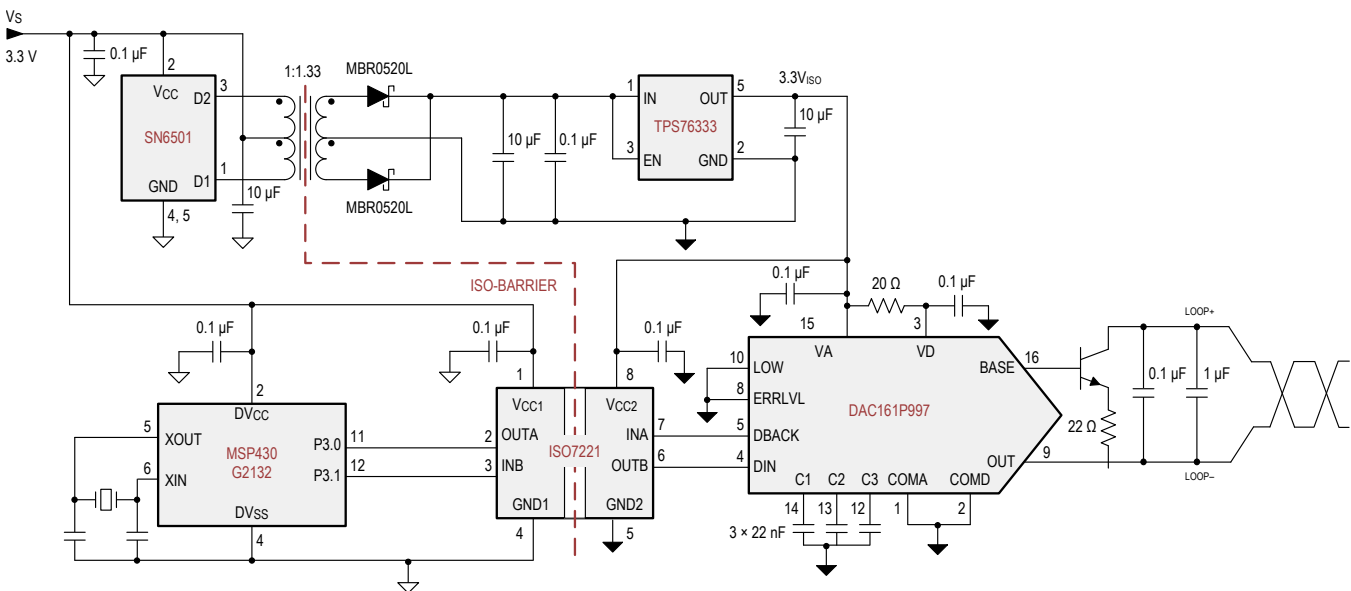 VS
3.3 V
0.1 µF
2
VCC
D2
3
SN6501
D1
1
GND
4, 5
10 µF
1:1.33
MBR0520L
MBR0520L
10 µF
0.1 µF
1
IN
OUT
5
TPS76333
3
EN
GND
2
3.3VISO
10 µF
ISO-BARRIER
0.1 µF
0.1 µF
0.1 µF
0.1 µF
20 Ω
0.1 µF
2
DVCC
5
XOUT
P3.0
11
MSP430
G2132
6
XIN
P3.1
12
DVSS
4
1
8
VCC1
VCC2
2
OUTA
INA
7
ISO7221
3
INB
OUTB
6
GND1
GND2
4
5
15
3
VA
VD
10
LOW
BASE
16
8
ERRLVL
DAC161P997
5
DBACK
4
DIN
OUT
9
C1
C2
C3
COMA
COMD
14
13
12
1
2
3 × 22 nF
22 Ω
LOOP+
0.1 µF
1 µF
LOOP–